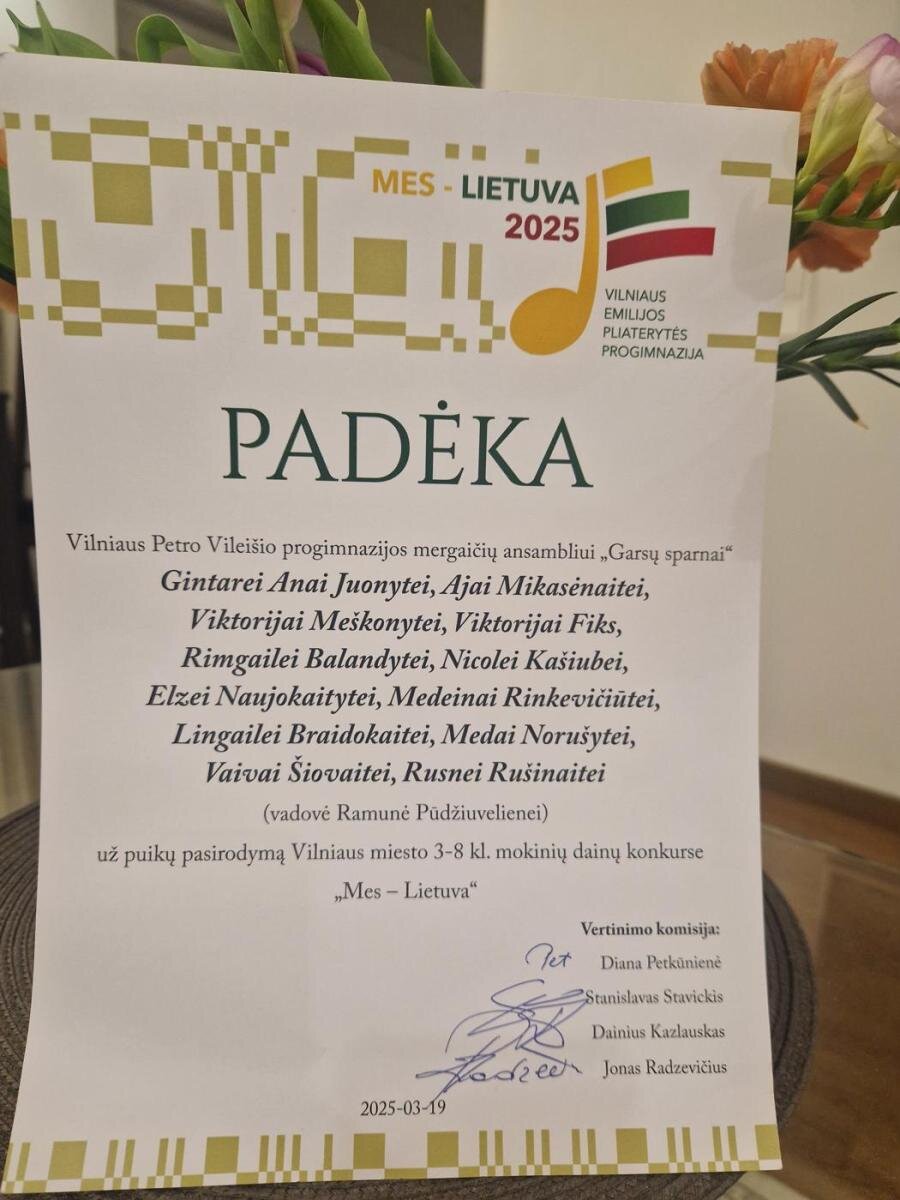 MES - LIETUVA
2025
VILNIAUS
EMILIJOS
PLIATERYTĖS
PROGIMNAZIJA
PADĖKA
Vilniaus Petro Vileišio progimnazijos mergaičių ansambliui „Garsų sparnai“
Gintarei Anai Juonytei, Ajai Mikasėnaitei,
Viktorijai Meškonytei, Viktorijai Fiks,
Rimgailei Balandytei, Nicolei Kašiubei,
Elzei Naujokaitytei, Medeinai Rinkevičiūtei,
Lingailei Braidokaitei, Medai Norušytei,
Vaivai Šiovaitei, Rusnei Rušinaitei
(vadovė Ramunė Pūdžiuvelienei)
už puikų pasirodymą Vilniaus miesto 3-8 kl. mokinių dainų konkurse
„Mes – Lietuva“
Vertinimo komisija:
Diana Petkūnienė
Stanislavas Stavickis
Dainius Kazlauskas
Jonas Radzevičius
2025-03-19